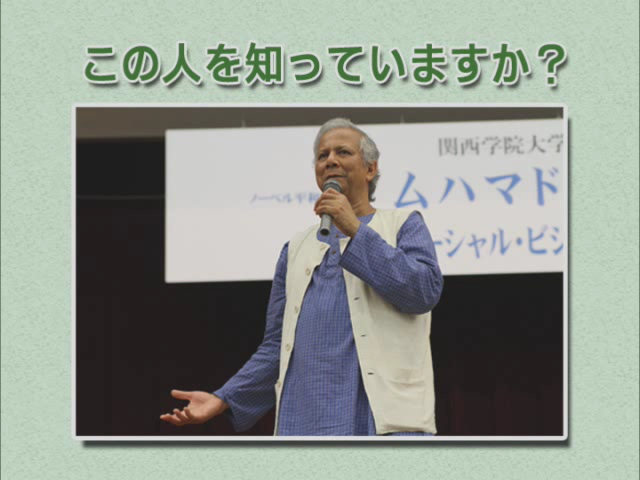 この人を知っていますか？
関西学院大学
ノーベル平和
ムハマド
ーシャル・ビジ